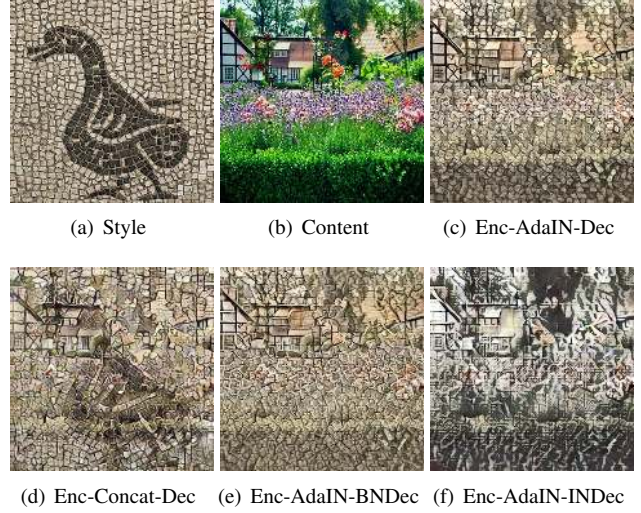 (a) Style
(b) Content
(c) Enc-AdaIN-Dec
(d) Enc-Concat-Dec
(e) Enc-AdaIN-BNDec
(f) Enc-AdaIN-INDec